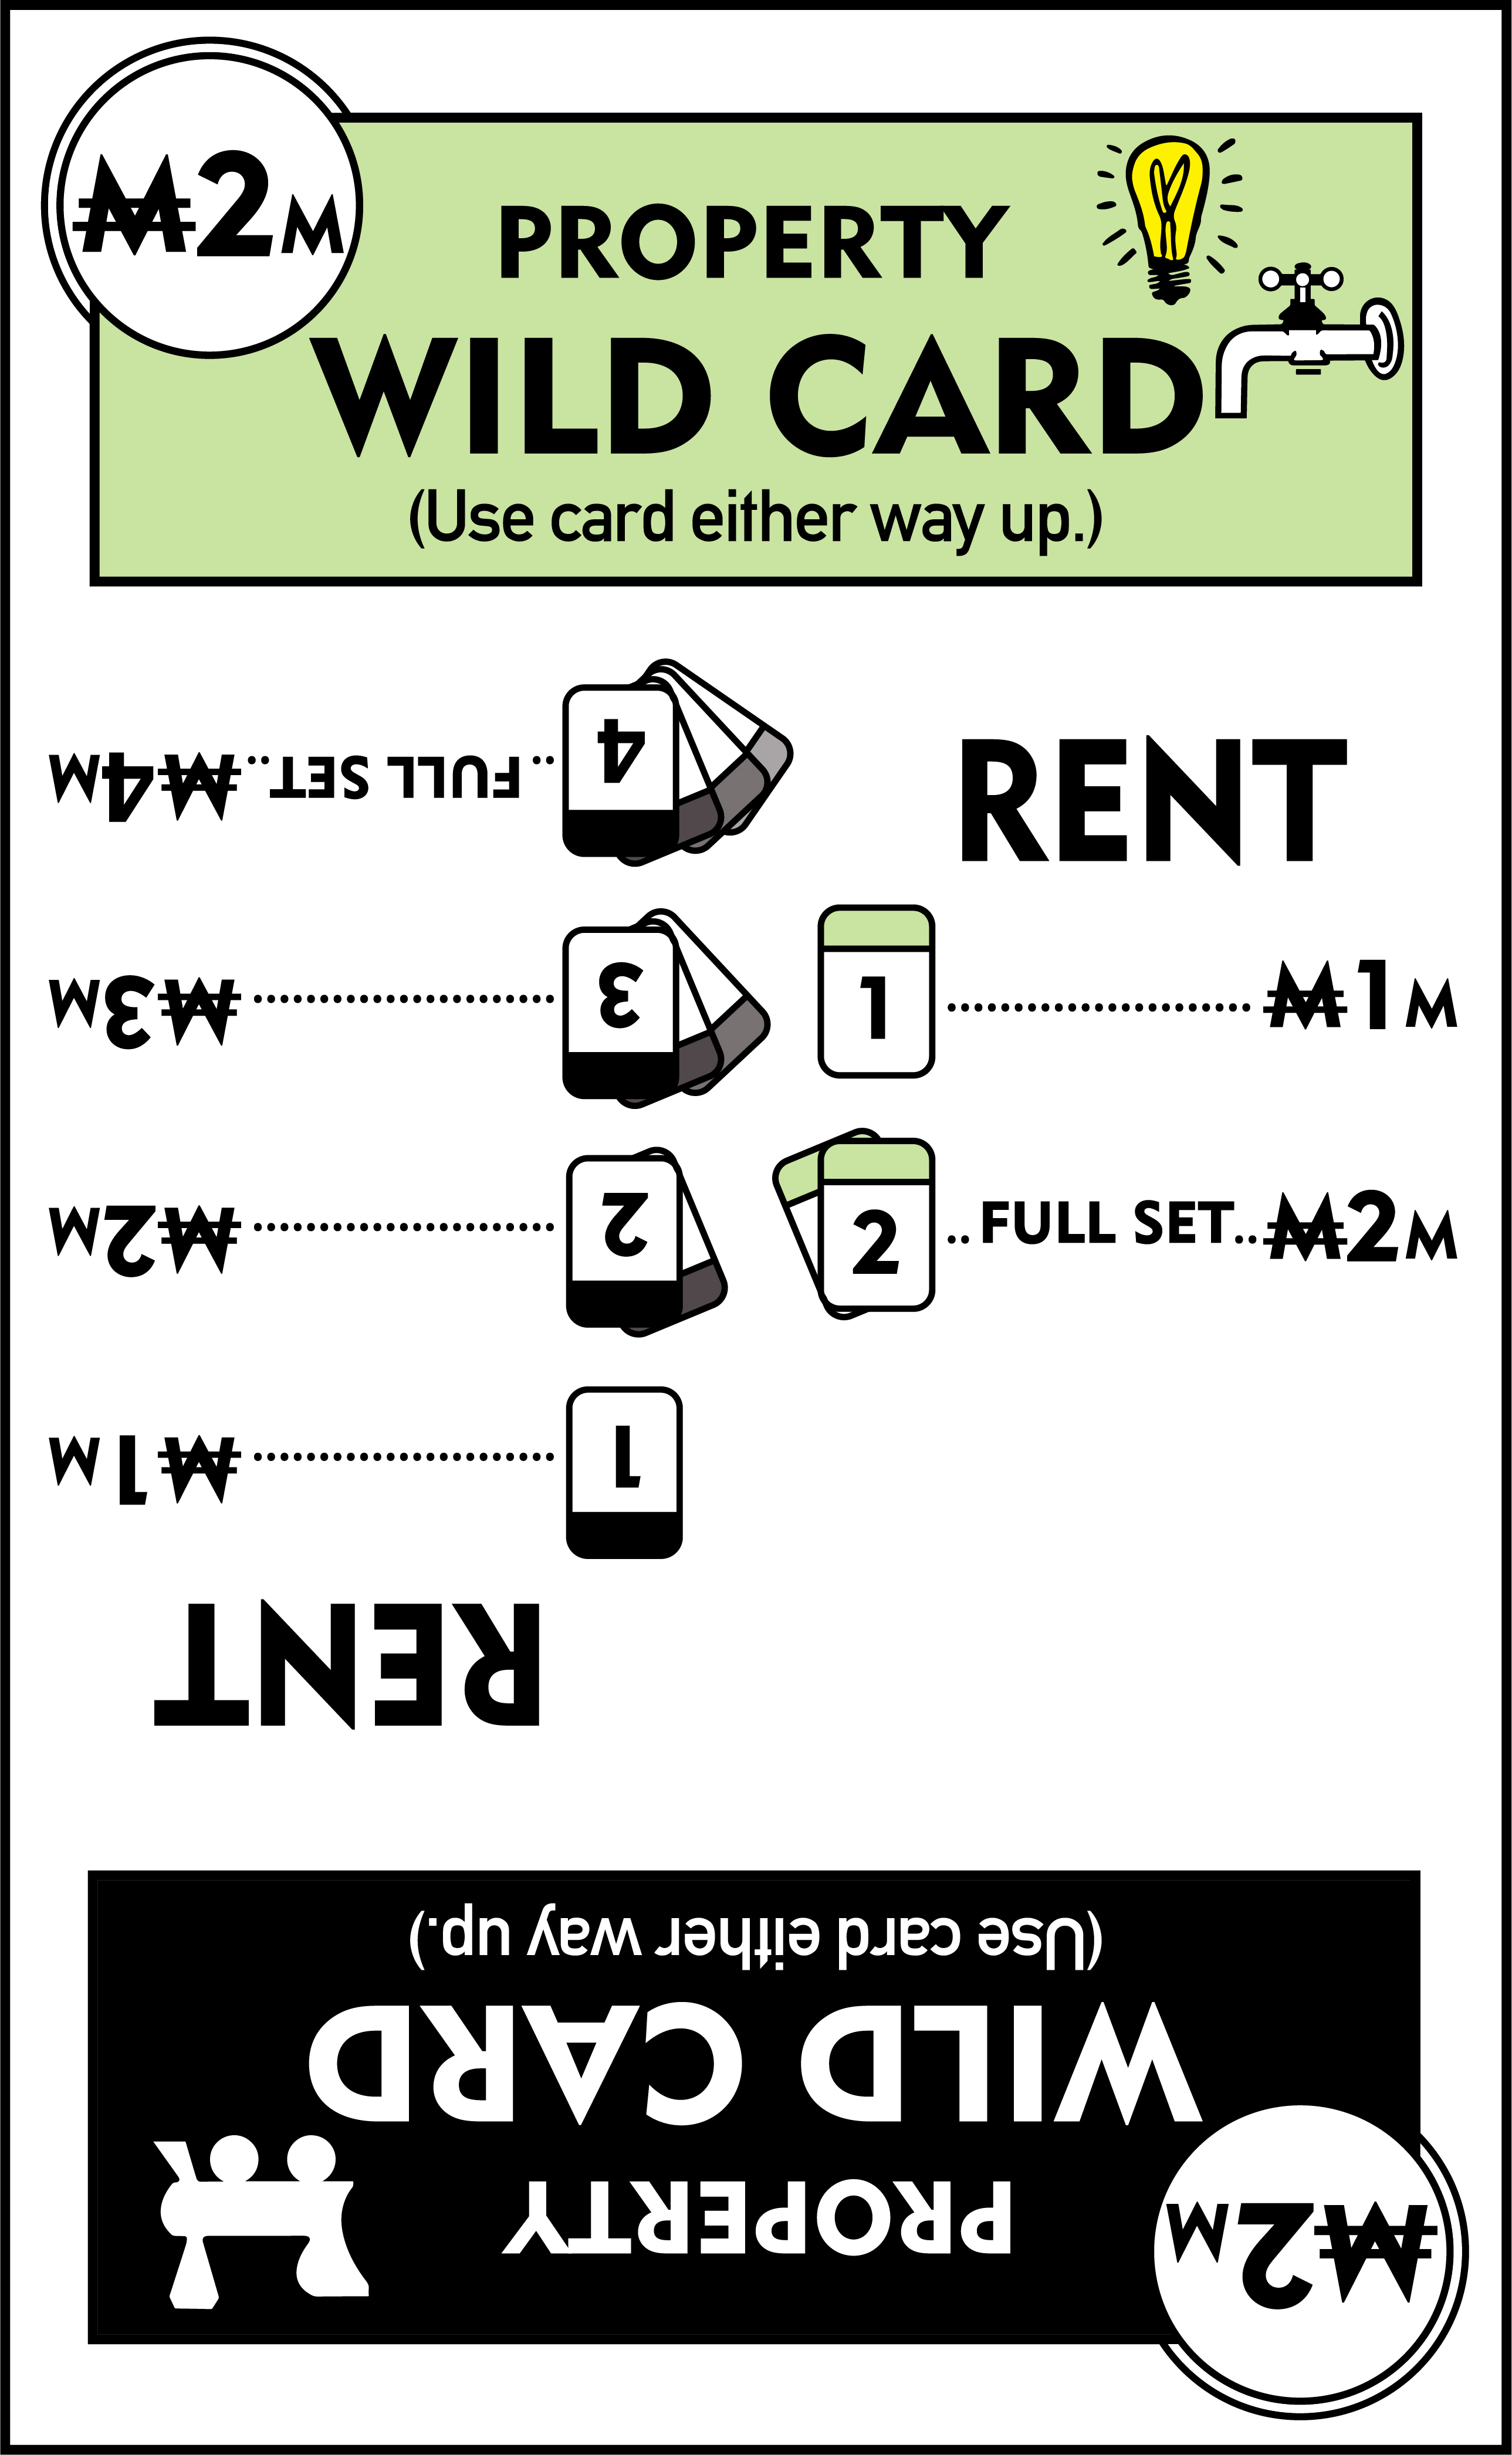 ₩2M
PROPERTY
WILD CARD
(Use card either way up.)
RENT
1 ........................ ₩1M
2 .. FULL SET.. ₩2M
RENT
1 ........................ ₩1M
2 ........................ ₩2M
3 ........................ ₩3M
4 .. FULL SET.. ₩4M
₩2M
PROPERTY
WILD CARD
(Use card either way up.)